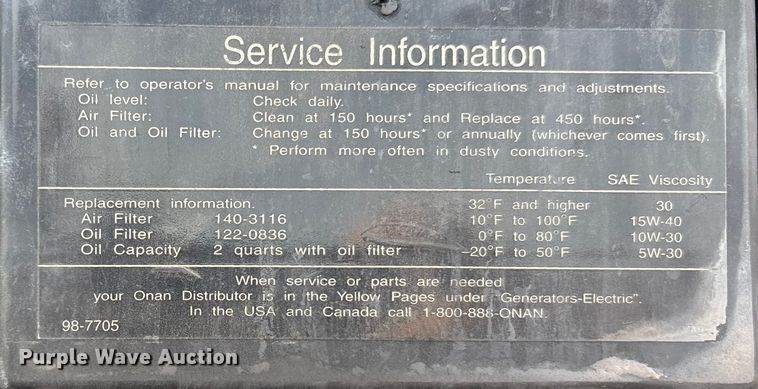 Service Information
Refer to operator's manual for maintenance specifications and adjustments.
Oil level: Check daily.
Air Filter: Clean at 150 hours* and Replace at 450 hours*.
Oil and Oil Filter: Change at 150 hours* or annually (whichever comes first).
* Perform more often in dusty conditions.
Temperature SAE Viscosity
Replacement information. 32°F and higher 30
Air Filter 140-3116 10°F to 100°F 15W-40
Oil Filter 122-0836 0°F to 80°F 10W-30
Oil Capacity 2 quarts with oil filter -20°F to 50°F 5W-30
When service or parts are needed
your Onan Distributor is in the Yellow Pages under "Generators-Electric".
In the USA and Canada call 1-800-888-ONAN.
98-7705
Purple Wave Auction